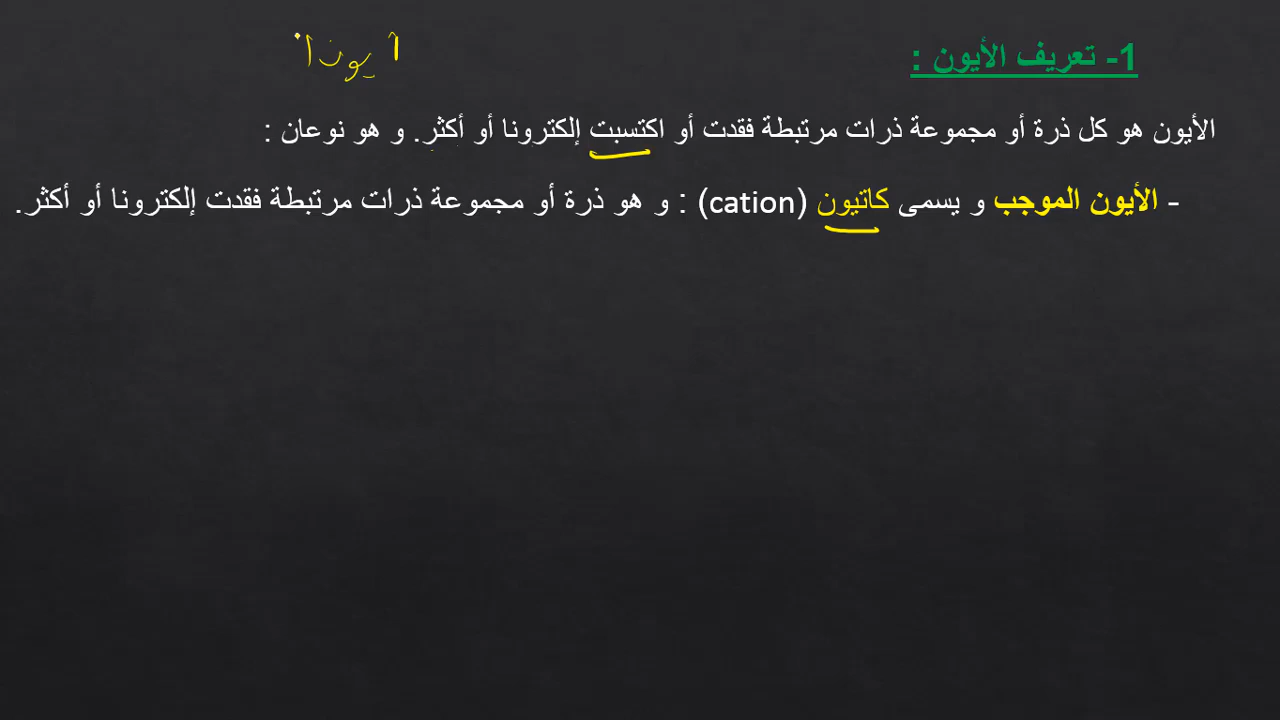 1- تعريف الأيون :
أيونا
الأيون هو كل ذرة أو مجموعة ذرات مرتبطة فقدت أو اكتسبت إلكترونا أو أكثر. و هو نوعان :
- الأيون الموجب و يسمى كاتيون (cation) : و هو ذرة أو مجموعة ذرات مرتبطة فقدت إلكترونا أو أكثر.